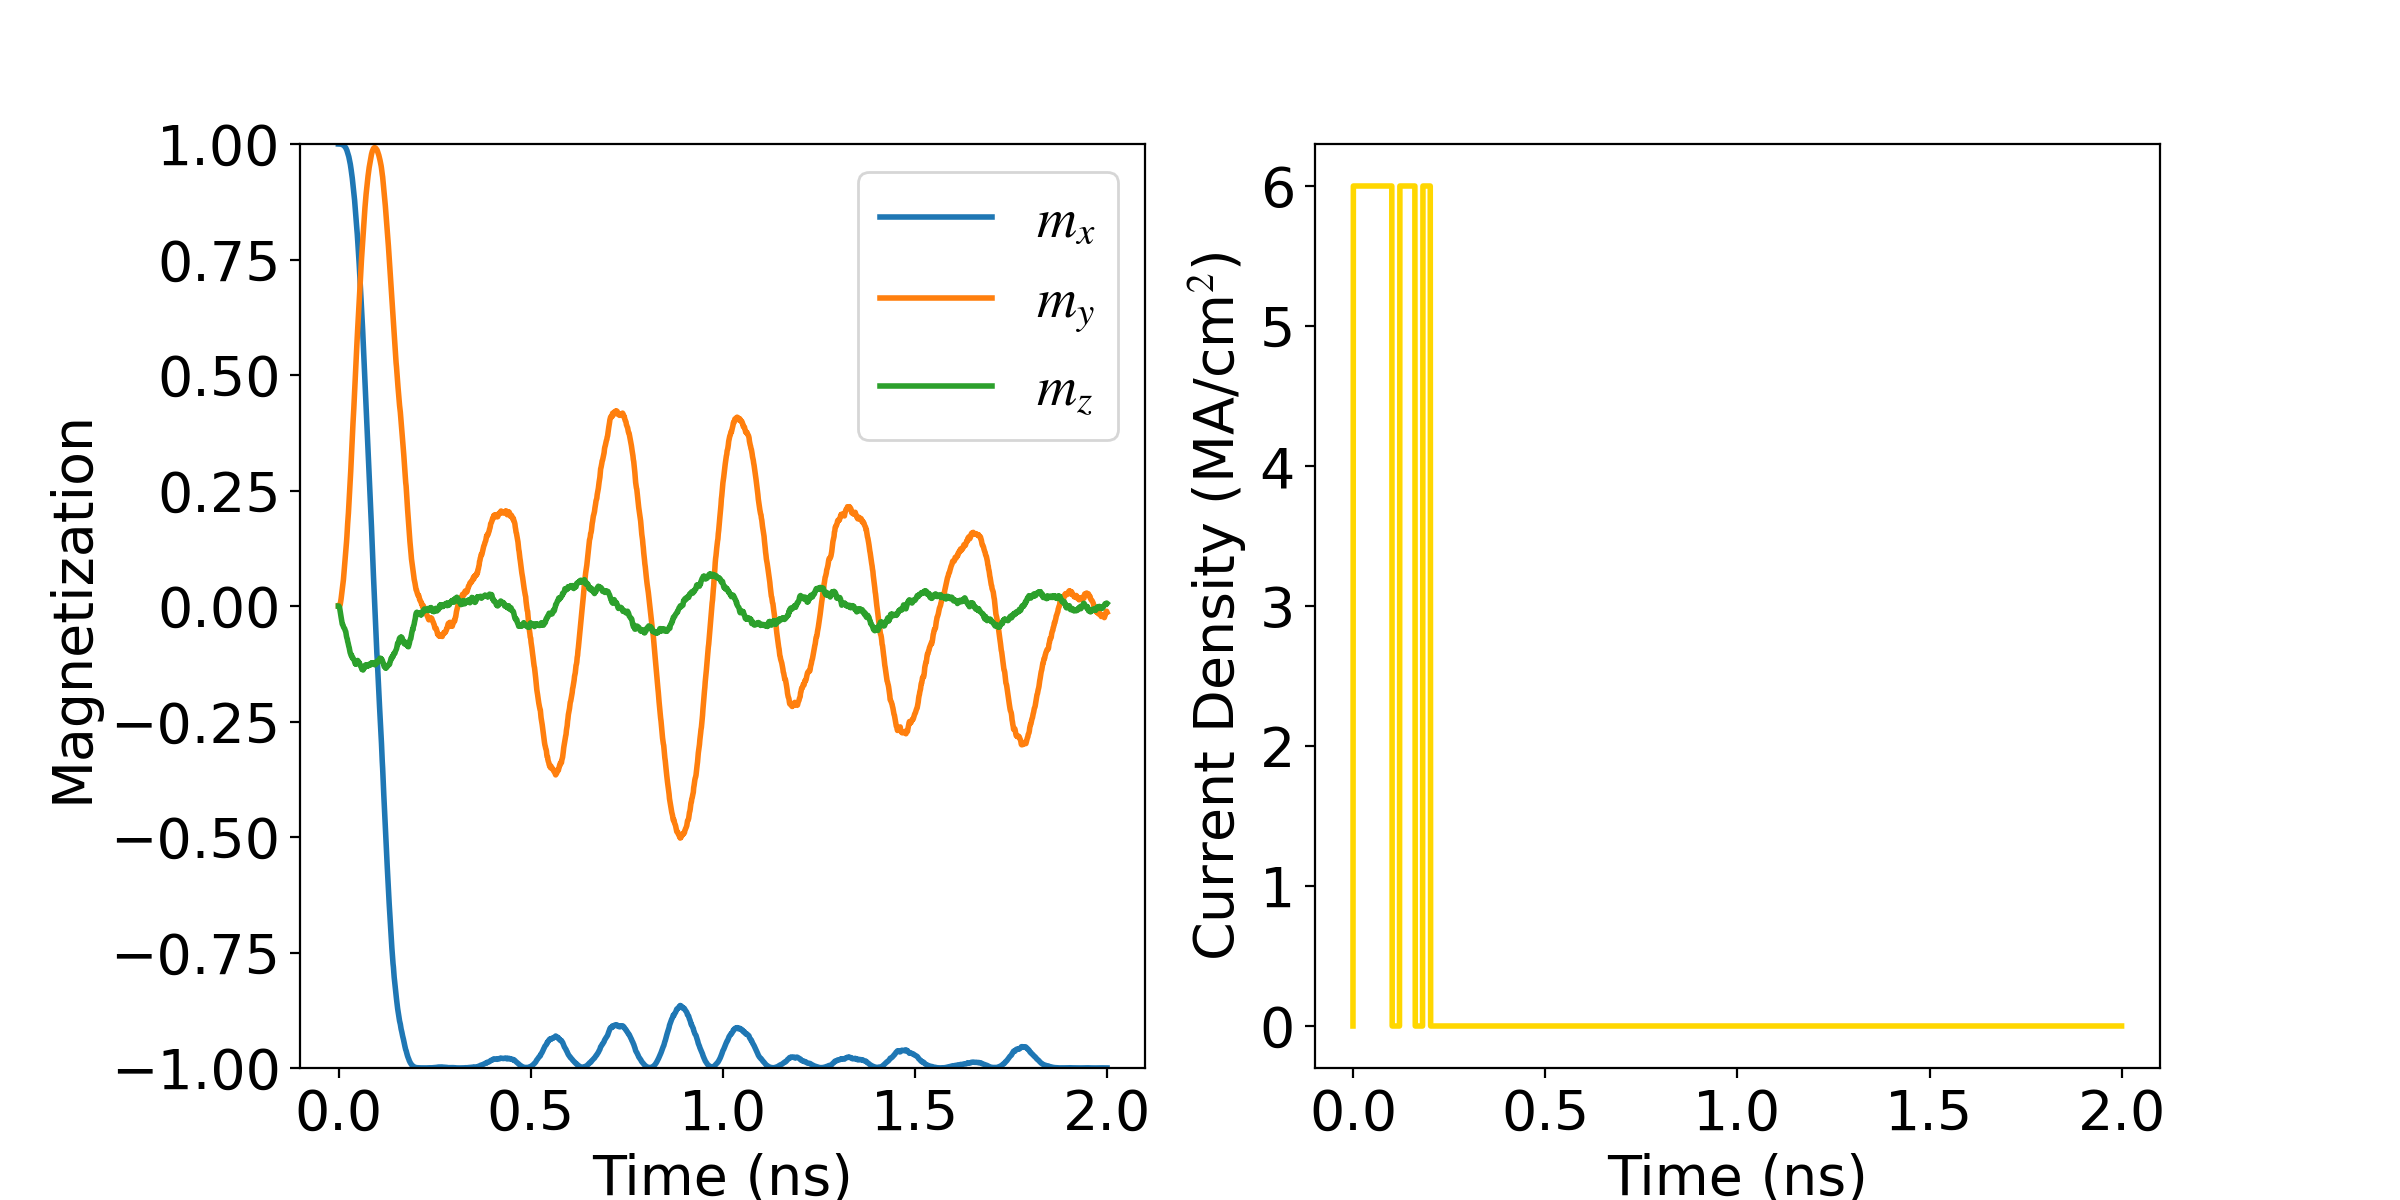 Magnetization
1.00
0.75
0.50
0.25
0.00
−0.25
−0.50
−0.75
−1.00
0.0 0.5 1.0 1.5 2.0
Time (ns)
m_x
m_y
m_z
Current Density (MA/cm²)
6
5
4
3
2
1
0
0.0 0.5 1.0 1.5 2.0
Time (ns)